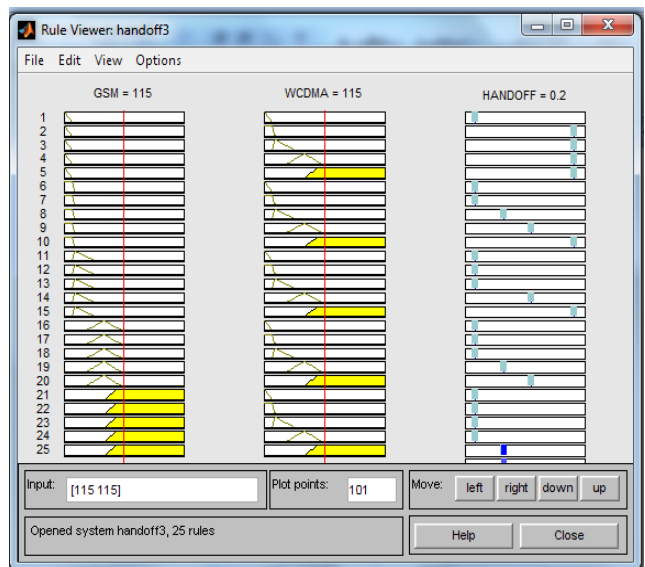 Rule Viewer: handoff3
File Edit View Options
GSM = 115
WCDMA = 115
HANDOFF = 0.2
1
2
3
4
5
6
7
8
9
10
11
12
13
14
15
16
17
18
19
20
21
22
23
24
25
Input: [115 115]
Plot points: 101
Move: left right down up
Opened system handoff3, 25 rules
Help Close